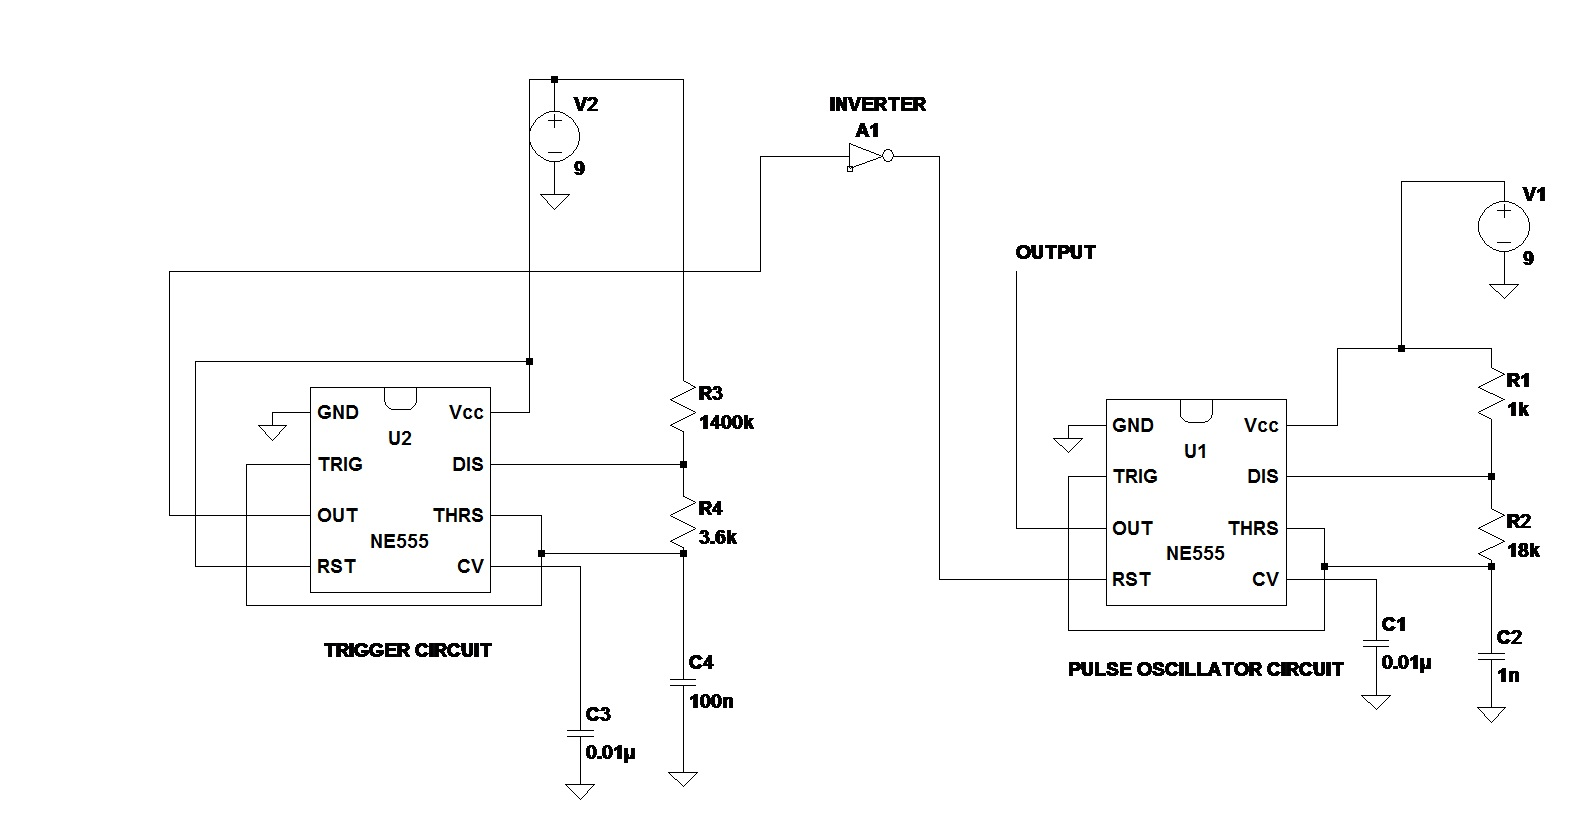 V2
9
INVERTER
A1
V1
9
OUTPUT
R3
1400k
R4
3.6k
GND
TRIG
OUT
RST
U2
NE555
Vcc
DIS
THRS
CV
TRIGGER CIRCUIT
C4
100n
C3
0.01µ
GND
TRIG
OUT
RST
U1
NE555
Vcc
DIS
THRS
CV
R1
1k
R2
18k
C1
0.01µ
C2
1n
PULSE OSCILLATOR CIRCUIT